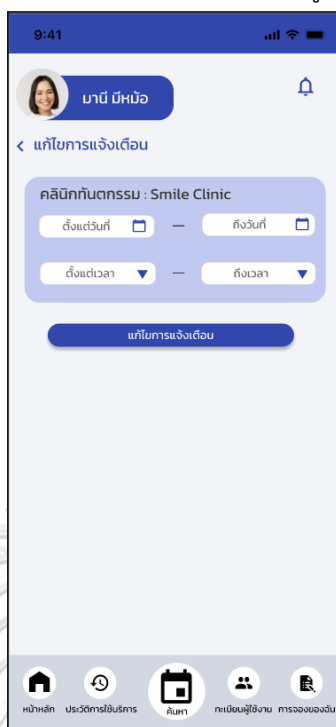 9:41
มานี มีหม้อ
แก้ไขการแจ้งเตือน
คลินิกทันตกรรม : Smile Clinic
ตั้งแต่วันที่ — ถึงวันที่
ตั้งแต่เวลา — ถึงเวลา
แก้ไขการแจ้งเตือน
หน้าหลัก ประวัติการใช้บริการ ค้นหา ทะเบียนผู้ใช้งาน การจองของฉัน